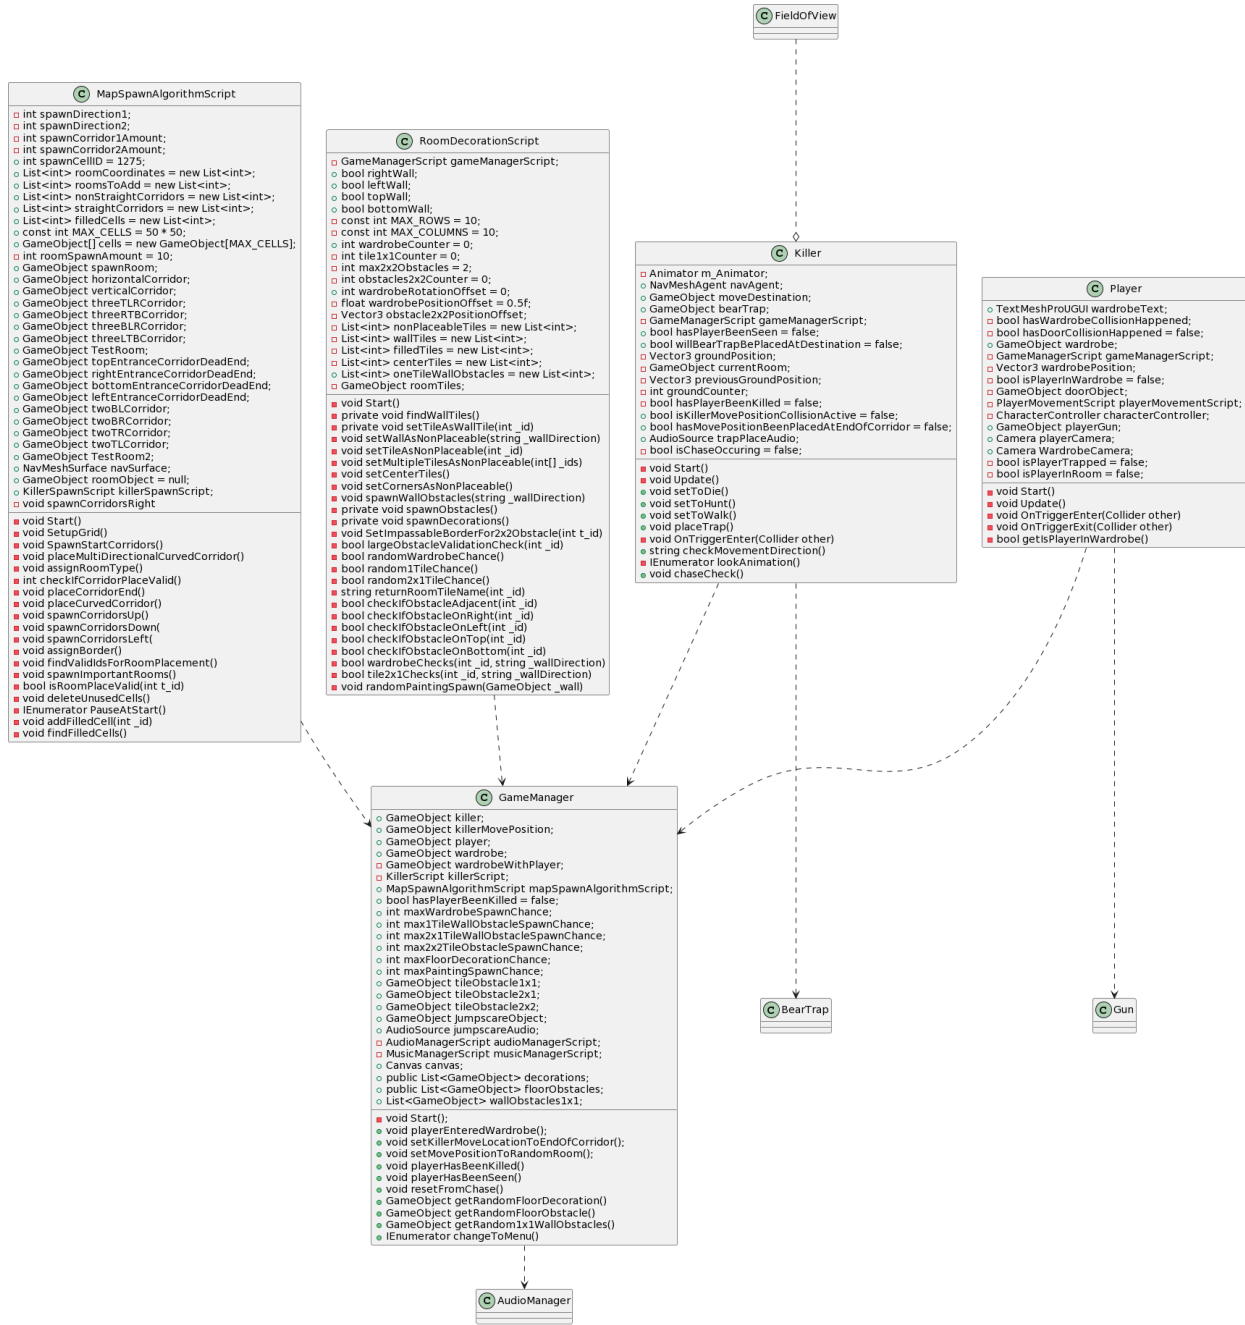 C FieldOfView
C MapSpawnAlgorithmScript
int spawnDirection1;
int spawnDirection2;
int spawnCorridor1Amount;
int spawnCorridor2Amount;
int spawnCellID = 1275;
List<int> roomCoordinates = new List<int>;
List<int> roomsToAdd = new List<int>;
List<int> nonStraightCorridors = new List<int>;
List<int> straightCorridors = new List<int>;
List<int> filledCells = new List<int>;
const int MAX_CELLS = 50 * 50;
GameObject[] cells = new GameObject[MAX_CELLS];
int roomSpawnAmount = 10;
GameObject spawnRoom;
GameObject horizontalCorridor;
GameObject verticalCorridor;
GameObject threeTLRCorridor;
GameObject threeRTBCorridor;
GameObject threeBLRCorridor;
GameObject threeLTBCorridor;
GameObject TestRoom;
GameObject topEntranceCorridorDeadEnd;
GameObject rightEntranceCorridorDeadEnd;
GameObject bottomEntranceCorridorDeadEnd;
GameObject leftEntranceCorridorDeadEnd;
GameObject twoBLCorridor;
GameObject twoBRCorridor;
GameObject twoTRCorridor;
GameObject twoTLCorridor;
GameObject TestRoom2;
NavMeshSurface navSurface;
GameObject roomObject = null;
KillerSpawnScript killerSpawnScript;
void spawnCorridorsRight
void Start()
void SetupGrid()
void SpawnStartCorridors()
void placeMultiDirectionalCurvedCorridor()
void assignRoomType()
int checkIfCorridorPlaceValid()
void placeCorridorEnd()
void placeCurvedCorridor()
void spawnCorridorsUp()
void spawnCorridorsDown(
void spawnCorridorsLeft(
void assignBorder()
void findValidIdsForRoomPlacement()
void spawnImportantRooms()
bool isRoomPlaceValid(int t_id)
void deleteUnusedCells()
IEnumerator PauseAtStart()
void addFilledCell(int _id)
void findFilledCells()
C RoomDecorationScript
GameManagerScript gameManagerScript;
bool rightWall;
bool leftWall;
bool topWall;
bool bottomWall;
const int MAX_ROWS = 10;
const int MAX_COLUMNS = 10;
int wardrobeCounter = 0;
int tile1x1Counter = 0;
int max2x2Obstacles = 2;
int obstacles2x2Counter = 0;
int wardrobeRotationOffset = 0;
float wardrobePositionOffset = 0.5f;
Vector3 obstacle2x2PositionOffset;
List<int> nonPlaceableTiles = new List<int>;
List<int> wallTiles = new List<int>;
List<int> filledTiles = new List<int>;
List<int> centerTiles = new List<int>;
List<int> oneTileWallObstacles = new List<int>;
GameObject roomTiles;
void Start()
private void findWallTiles()
private void setTileAsWallTile(int _id)
void setWallAsNonPlaceable(string _wallDirection)
void setTileAsNonPlaceable(int _id)
void setMultipleTilesAsNonPlaceable(int[] _ids)
void setCenterTiles()
void setCornersAsNonPlaceable()
void spawnWallObstacles(string _wallDirection)
private void spawnObstacles()
private void spawnDecorations()
void SetImpassableBorderFor2x2Obstacle(int t_id)
bool largeObstacleValidationCheck(int _id)
bool randomWardrobeChance()
bool random1TileChance()
bool random2x1TileChance()
string returnRoomTileName(int _id)
bool checkIfObstacleAdjacent(int _id)
bool checkIfObstacleOnRight(int _id)
bool checkIfObstacleOnLeft(int _id)
bool checkIfObstacleOnTop(int _id)
bool checkIfObstacleOnBottom(int _id)
bool wardrobeChecks(int _id, string _wallDirection)
bool tile2x1Checks(int _id, string _wallDirection)
void randomPaintingSpawn(GameObject _wall)
C Killer
Animator m_Animator;
NavMeshAgent navAgent;
GameObject moveDestination;
GameObject bearTrap;
GameManagerScript gameManagerScript;
bool hasPlayerBeenSeen = false;
bool willBearTrapBePlacedAtDestination = false;
Vector3 groundPosition;
GameObject currentRoom;
Vector3 previousGroundPosition;
int groundCounter;
bool hasPlayerBeenKilled = false;
bool isKillerMovePositionCollisionActive = false;
bool hasMovePositionBeenPlacedAtEndOfCorridor = false;
AudioSource trapPlaceAudio;
bool isChaseOccuring = false;
void Start()
void Update()
void setToDie()
void setToHunt()
void setToWalk()
void placeTrap()
void OnTriggerEnter(Collider other)
string checkMovementDirection()
IEnumerator lookAnimation()
void chaseCheck()
C Player
TextMeshProUGUI wardrobeText;
bool hasWardrobeCollisionHappened;
bool hasDoorCollisionHappened = false;
GameObject wardrobe;
GameManagerScript gameManagerScript;
Vector3 wardrobePosition;
bool isPlayerInWardrobe = false;
GameObject doorObject;
PlayerMovementScript playerMovementScript;
CharacterController characterController;
GameObject playerGun;
Camera playerCamera;
Camera WardrobeCamera;
bool isPlayerTrapped = false;
bool isPlayerInRoom = false;
void Start()
void Update()
void OnTriggerEnter(Collider other)
void OnTriggerExit(Collider other)
bool getIsPlayerInWardrobe()
C GameManager
GameObject killer;
GameObject killerMovePosition;
GameObject player;
GameObject wardrobe;
GameObject wardrobeWithPlayer;
KillerScript killerScript;
MapSpawnAlgorithmScript mapSpawnAlgorithmScript;
bool hasPlayerBeenKilled = false;
int maxWardrobeSpawnChance;
int max1TileWallObstacleSpawnChance;
int max2x1TileWallObstacleSpawnChance;
int max2x2TileObstacleSpawnChance;
int maxFloorDecorationChance;
int maxPaintingSpawnChance;
GameObject tileObstacle1x1;
GameObject tileObstacle2x1;
GameObject tileObstacle2x2;
GameObject JumpscareObject;
AudioSource jumpscareAudio;
AudioManagerScript audioManagerScript;
MusicManagerScript musicManagerScript;
Canvas canvas;
public List<GameObject> decorations;
public List<GameObject> floorObstacles;
List<GameObject> wallObstacles1x1;
void Start();
void playerEnteredWardrobe();
void setKillerMoveLocationToEndOfCorridor();
void setMovePositionToRandomRoom();
void playerHasBeenKilled()
void playerHasBeenSeen()
void resetFromChase()
GameObject getRandomFloorDecoration()
GameObject getRandomFloorObstacle()
GameObject getRandom1x1WallObstacles()
IEnumerator changeToMenu()
C BearTrap
C Gun
C AudioManager